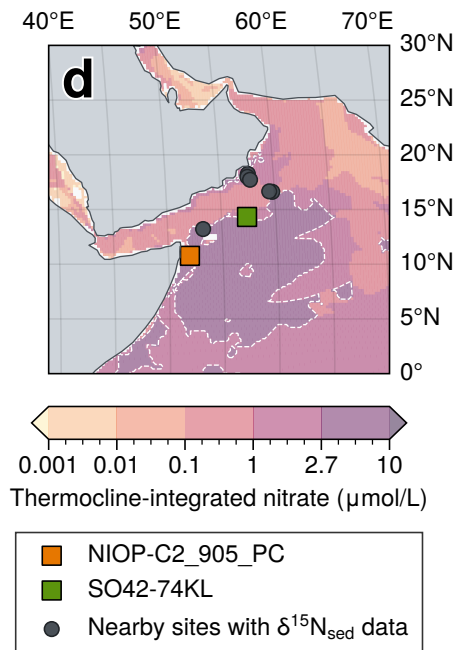 40°E 50°E 60°E 70°E
d
30°N
25°N
20°N
15°N
10°N
5°N
0°
0.001 0.01 0.1 1 2.7 10
Thermocline-integrated nitrate (μmol/L)
NIOP-C2_905_PC
SO42-74KL
Nearby sites with δ¹⁵N_sed data